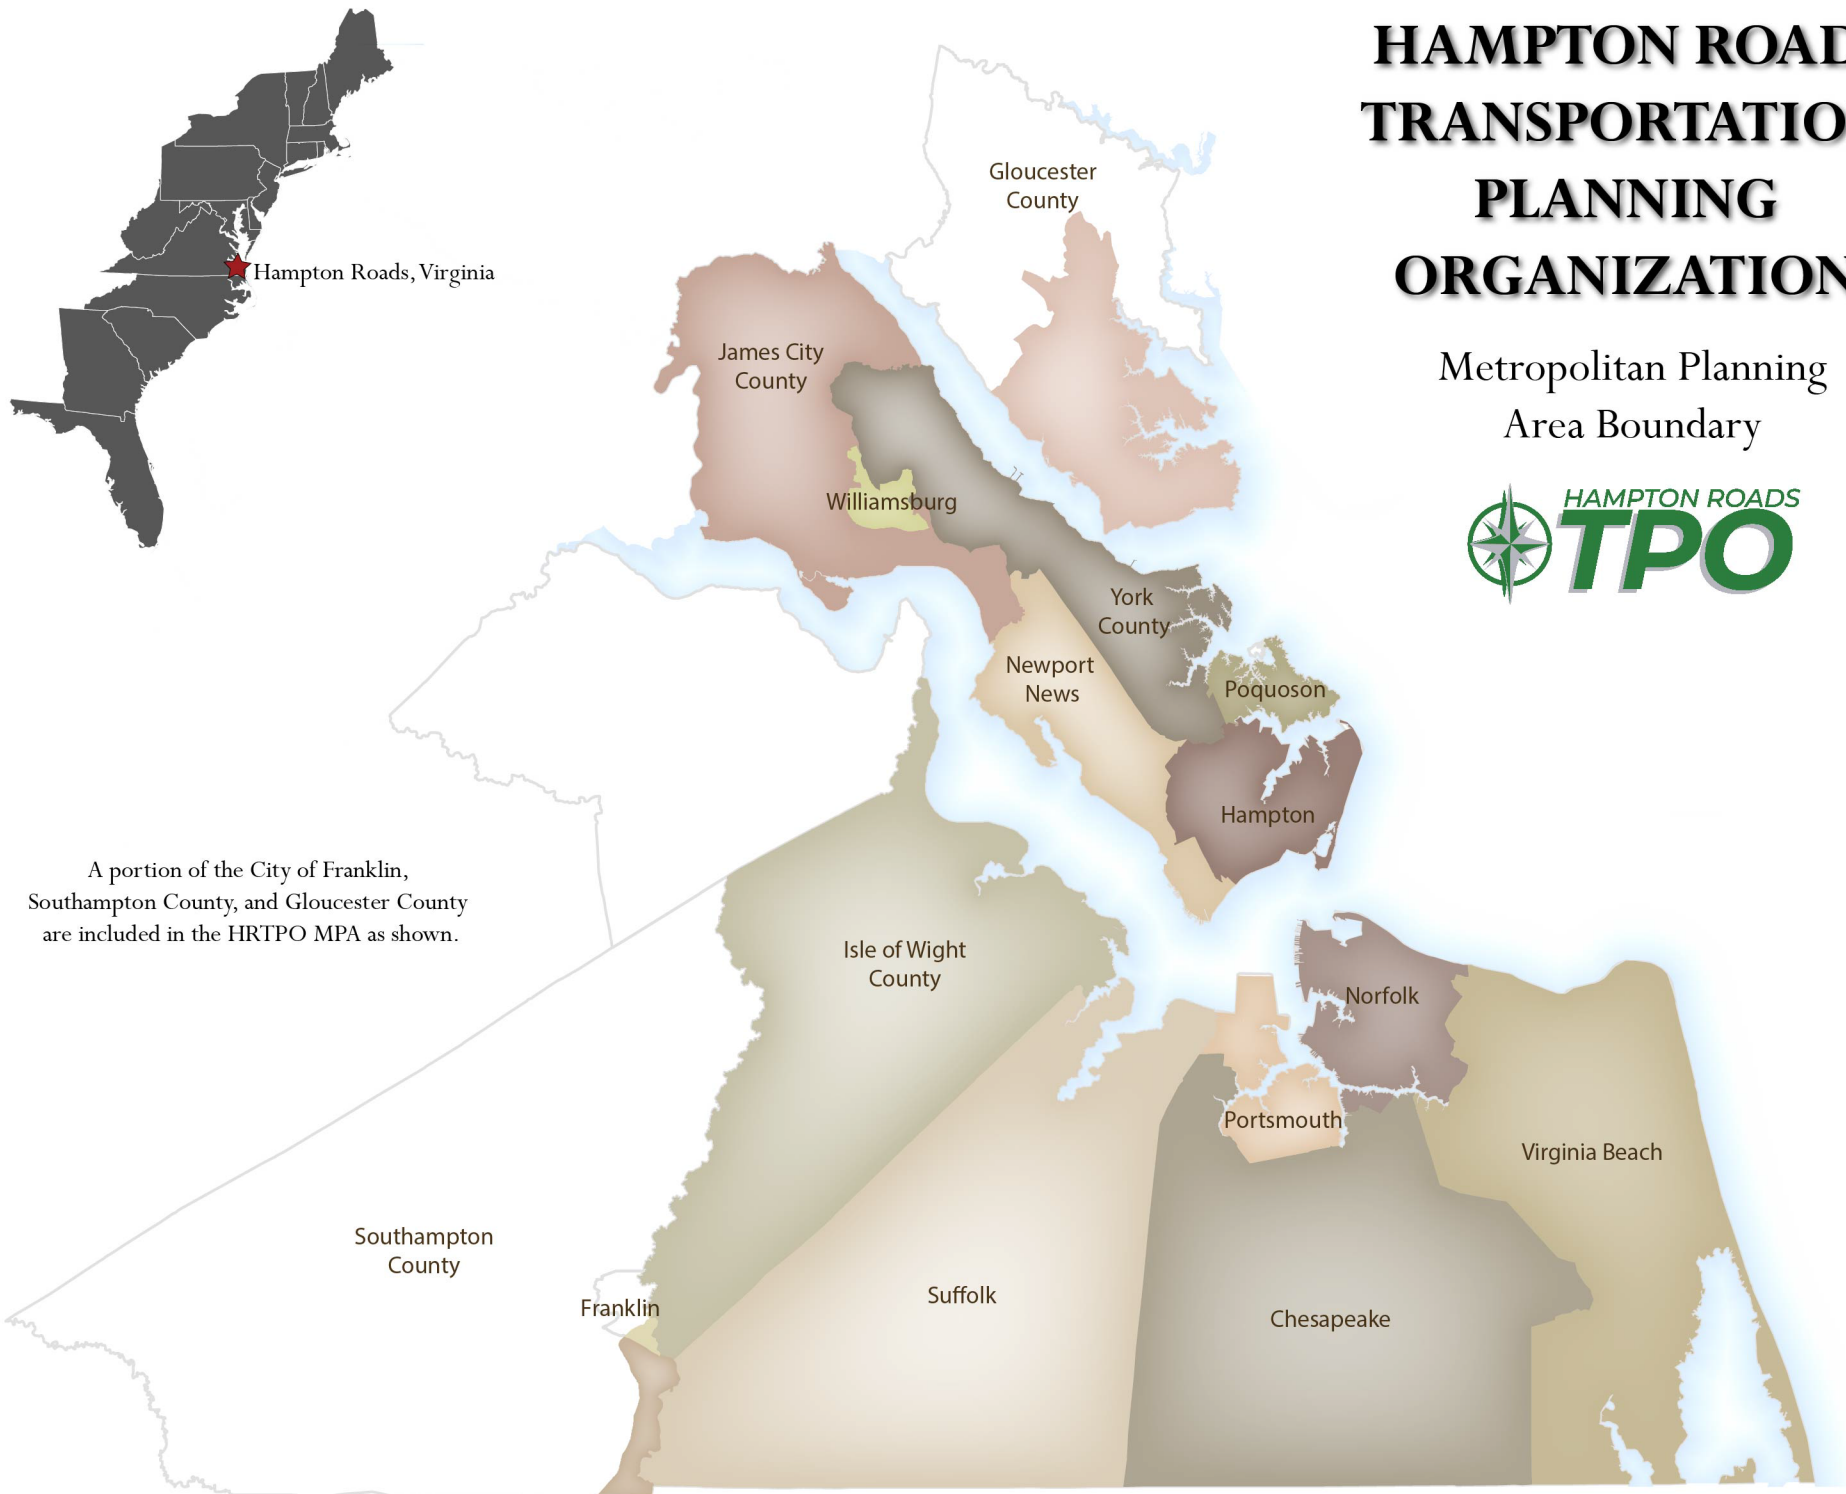 HAMPTON ROAD
TRANSPORTATIO
PLANNING
ORGANIZATION
Metropolitan Planning
Area Boundary
HAMPTON ROADS
TPO
Hampton Roads, Virginia
Gloucester
County
James City
County
Williamsburg
York
County
Newport
News
Poquoson
Hampton
A portion of the City of Franklin,
Southampton County, and Gloucester County
are included in the HRTPO MPA as shown.
Isle of Wight
County
Norfolk
Portsmouth
Virginia Beach
Southampton
County
Franklin
Suffolk
Chesapeake